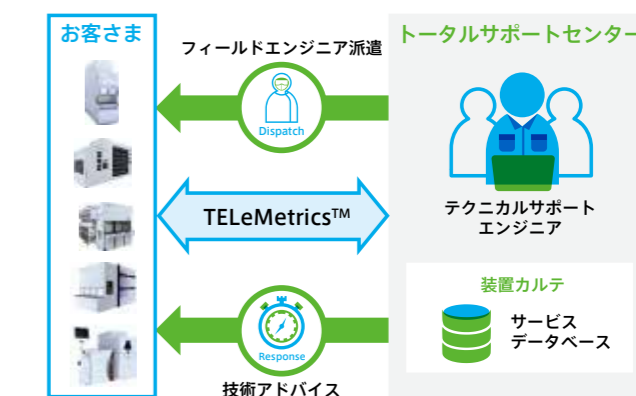 お客さま
フィールドエンジニア派遣
Dispatch
TELeMetrics™
Response
技術アドバイス
トータルサポートセンター
テクニカルサポート
エンジニア
装置カルテ
サービス
データベース